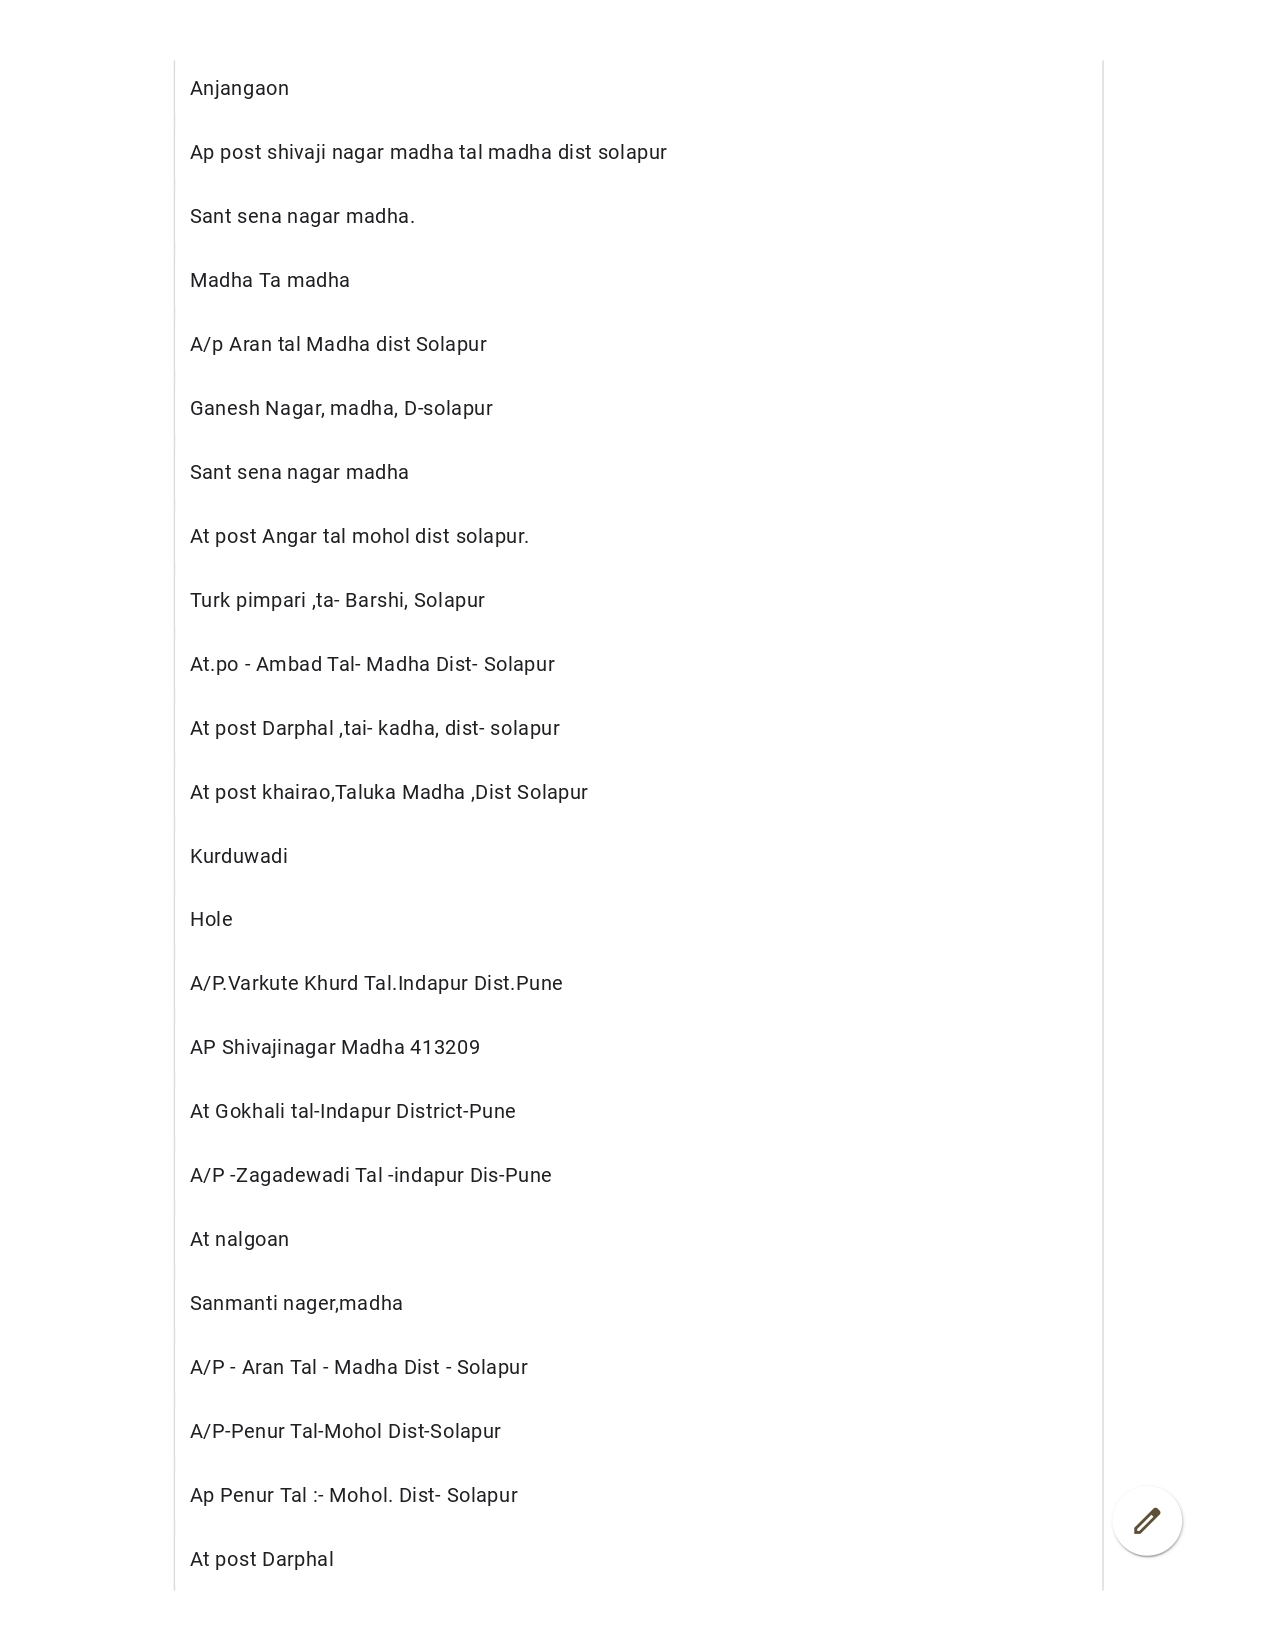 Anjangaon
Ap post shivaji nagar madha tal madha dist solapur
Sant sena nagar madha.
Madha Ta madha
A/p Aran tal Madha dist Solapur
Ganesh Nagar, madha, D-solapur
Sant sena nagar madha
At post Angar tal mohol dist solapur.
Turk pimpari ,ta- Barshi, Solapur
At.po - Ambad Tal- Madha Dist- Solapur
At post Darphal ,tai- kadha, dist- solapur
At post khairao,Taluka Madha ,Dist Solapur
Kurduwadi
Hole
A/P.Varkute Khurd Tal.Indapur Dist.Pune
AP Shivajinagar Madha 413209
At Gokhali tal-Indapur District-Pune
A/P -Zagadewadi Tal -indapur Dis-Pune
At nalgoan
Sanmanti nager,madha
A/P - Aran Tal - Madha Dist - Solapur
A/P-Penur Tal-Mohol Dist-Solapur
Ap Penur Tal :- Mohol. Dist- Solapur
At post Darphal